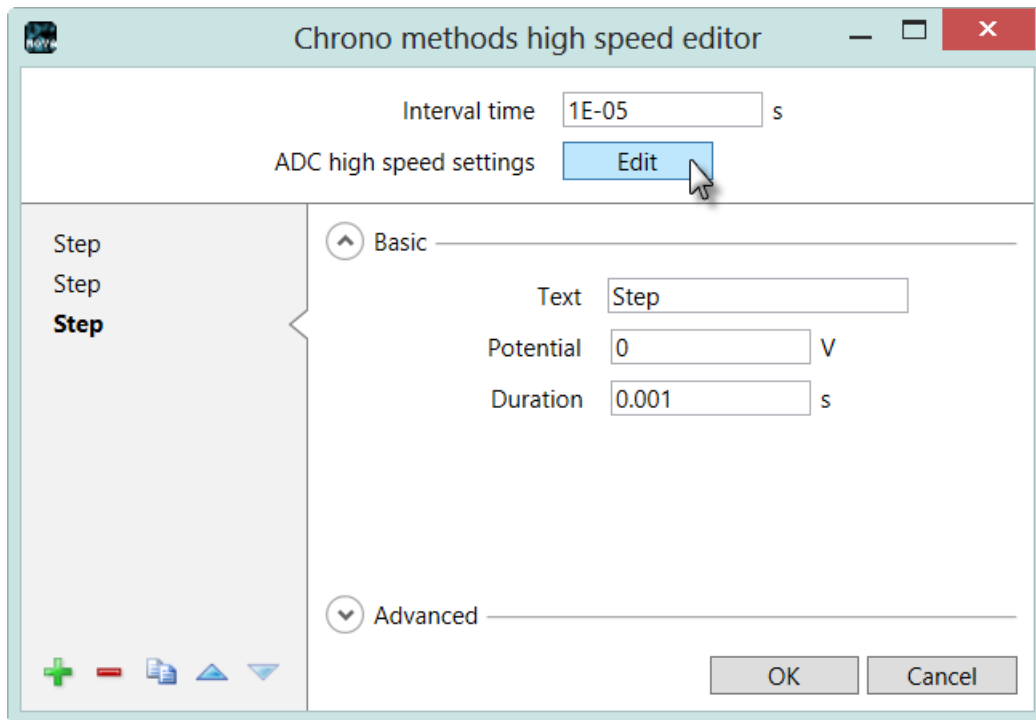 nova
Chrono methods high speed editor
Interval time 1E-05 s
ADC high speed settings Edit
Step
Step
Step
Basic
Text Step
Potential 0 V
Duration 0.001 s
Advanced
OK Cancel